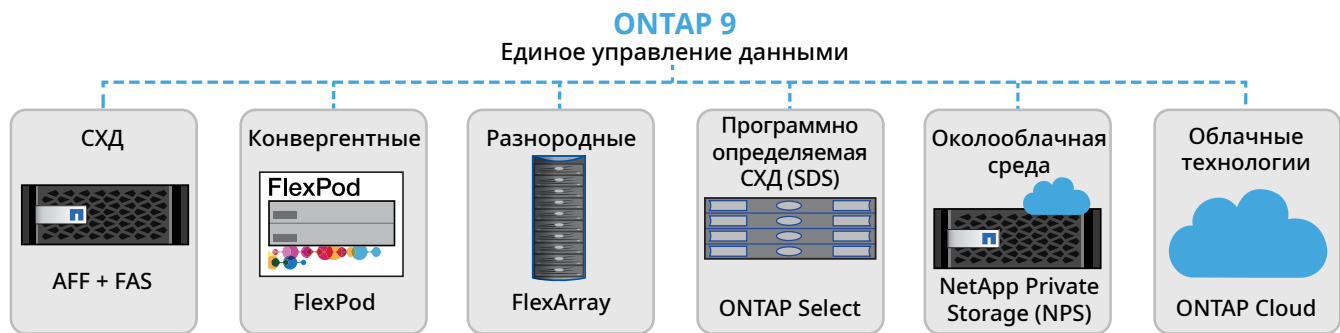 ONTAP 9
Единое управление данными
СХД
AFF + FAS
Конвергентные
FlexPod
FlexPod
Разнородные
FlexArray
Программно
определяемая
СХД (SDS)
ONTAP Select
Околооблачная
среда
NetApp Private
Storage (NPS)
Облачные
технологии
ONTAP Cloud